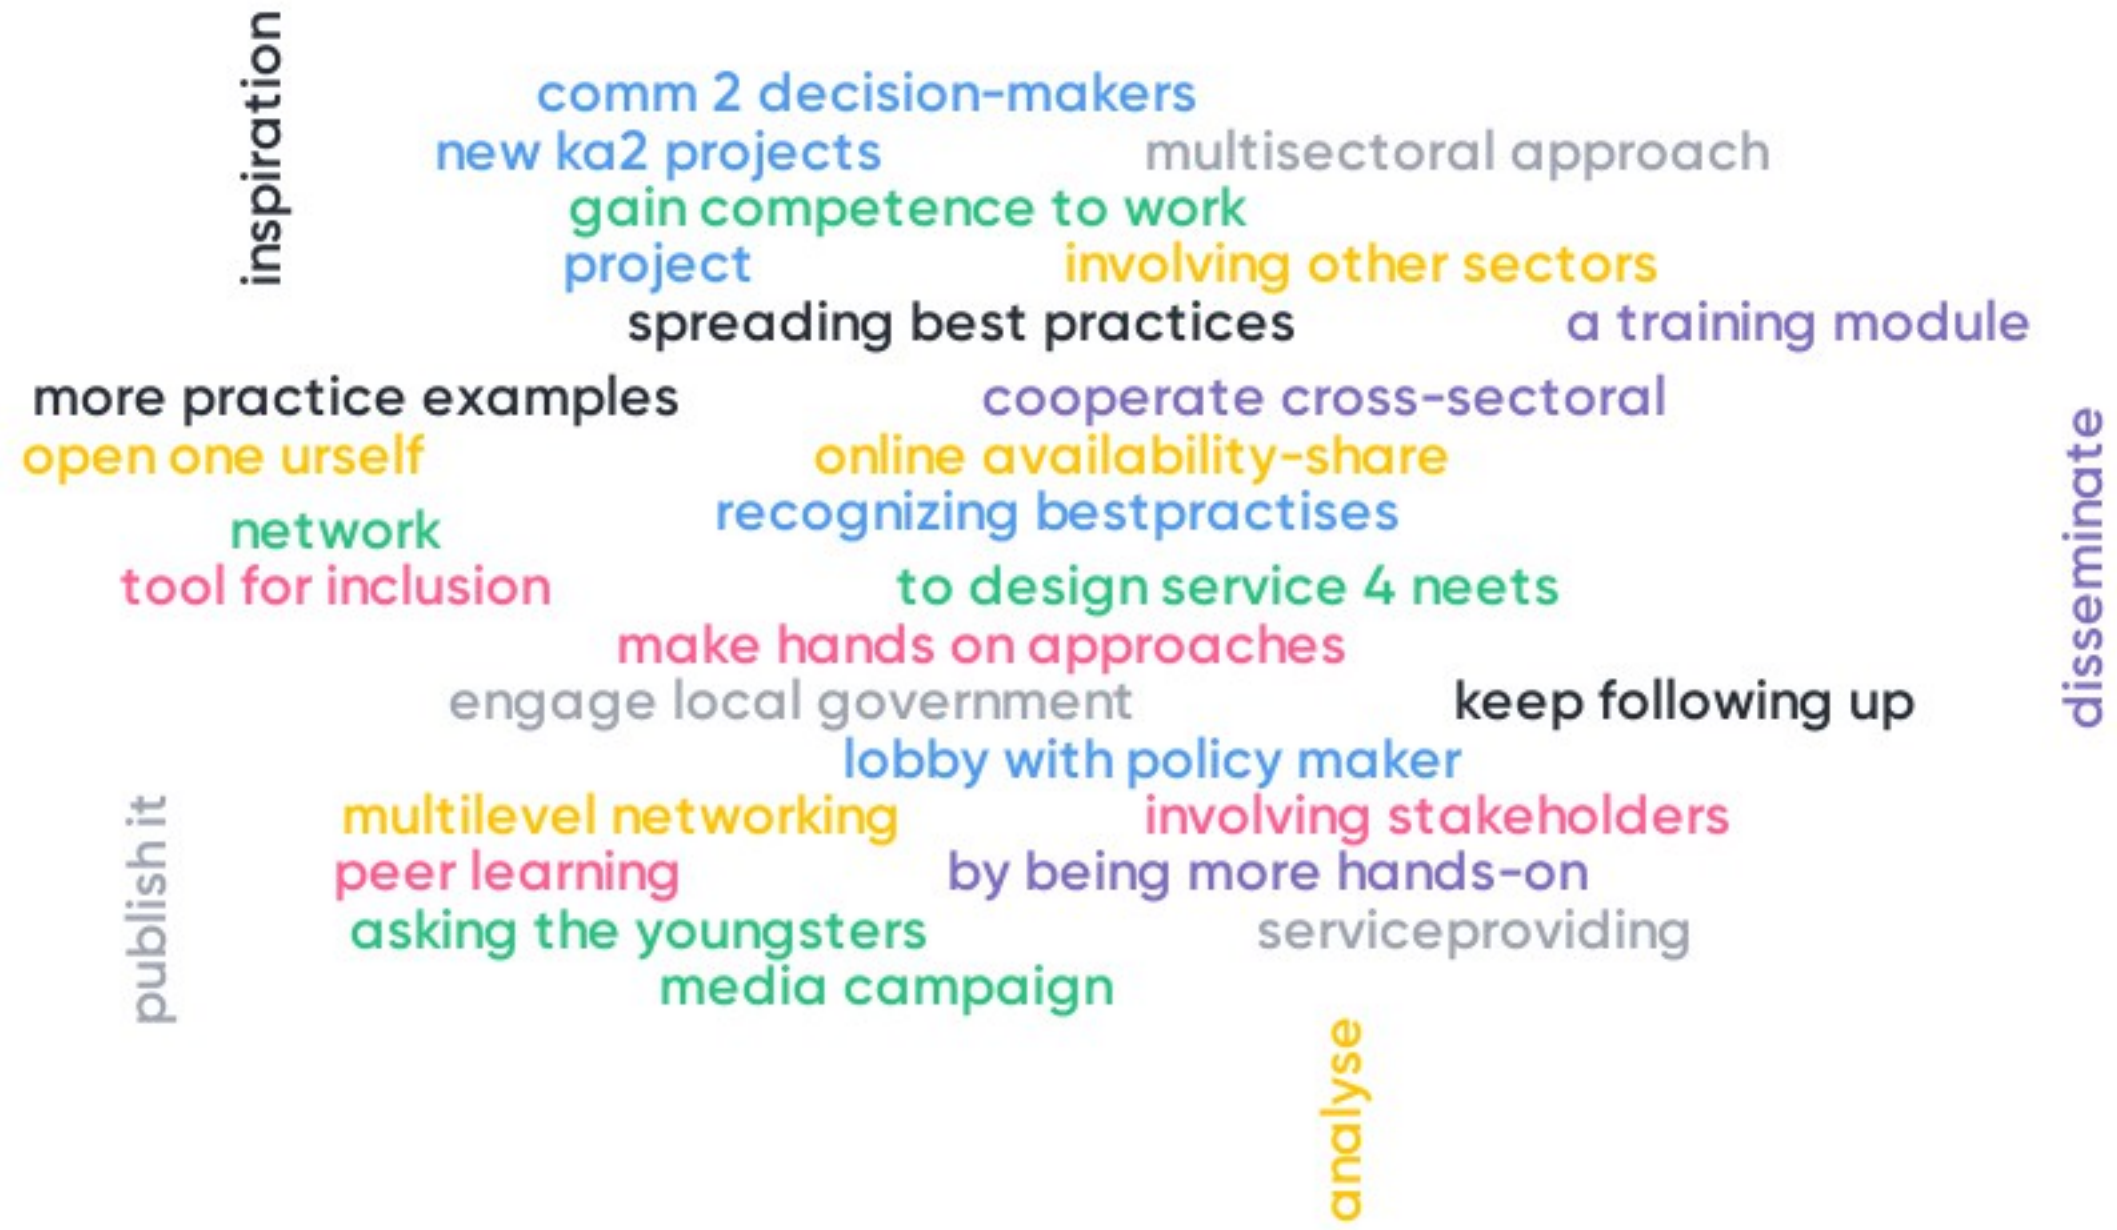 inspiration
comm 2 decision-makers
new ka2 projects
multisectoral approach
gain competence to work
project
involving other sectors
spreading best practices
a training module
more practice examples
cooperate cross-sectoral
open one urself
online availability-share
disseminate
network
recognizing bestpractises
tool for inclusion
to design service 4 neets
make hands on approaches
engage local government
keep following up
lobby with policy maker
publish it
multilevel networking
involving stakeholders
peer learning
by being more hands-on
asking the youngsters
serviceproviding
media campaign
analyse